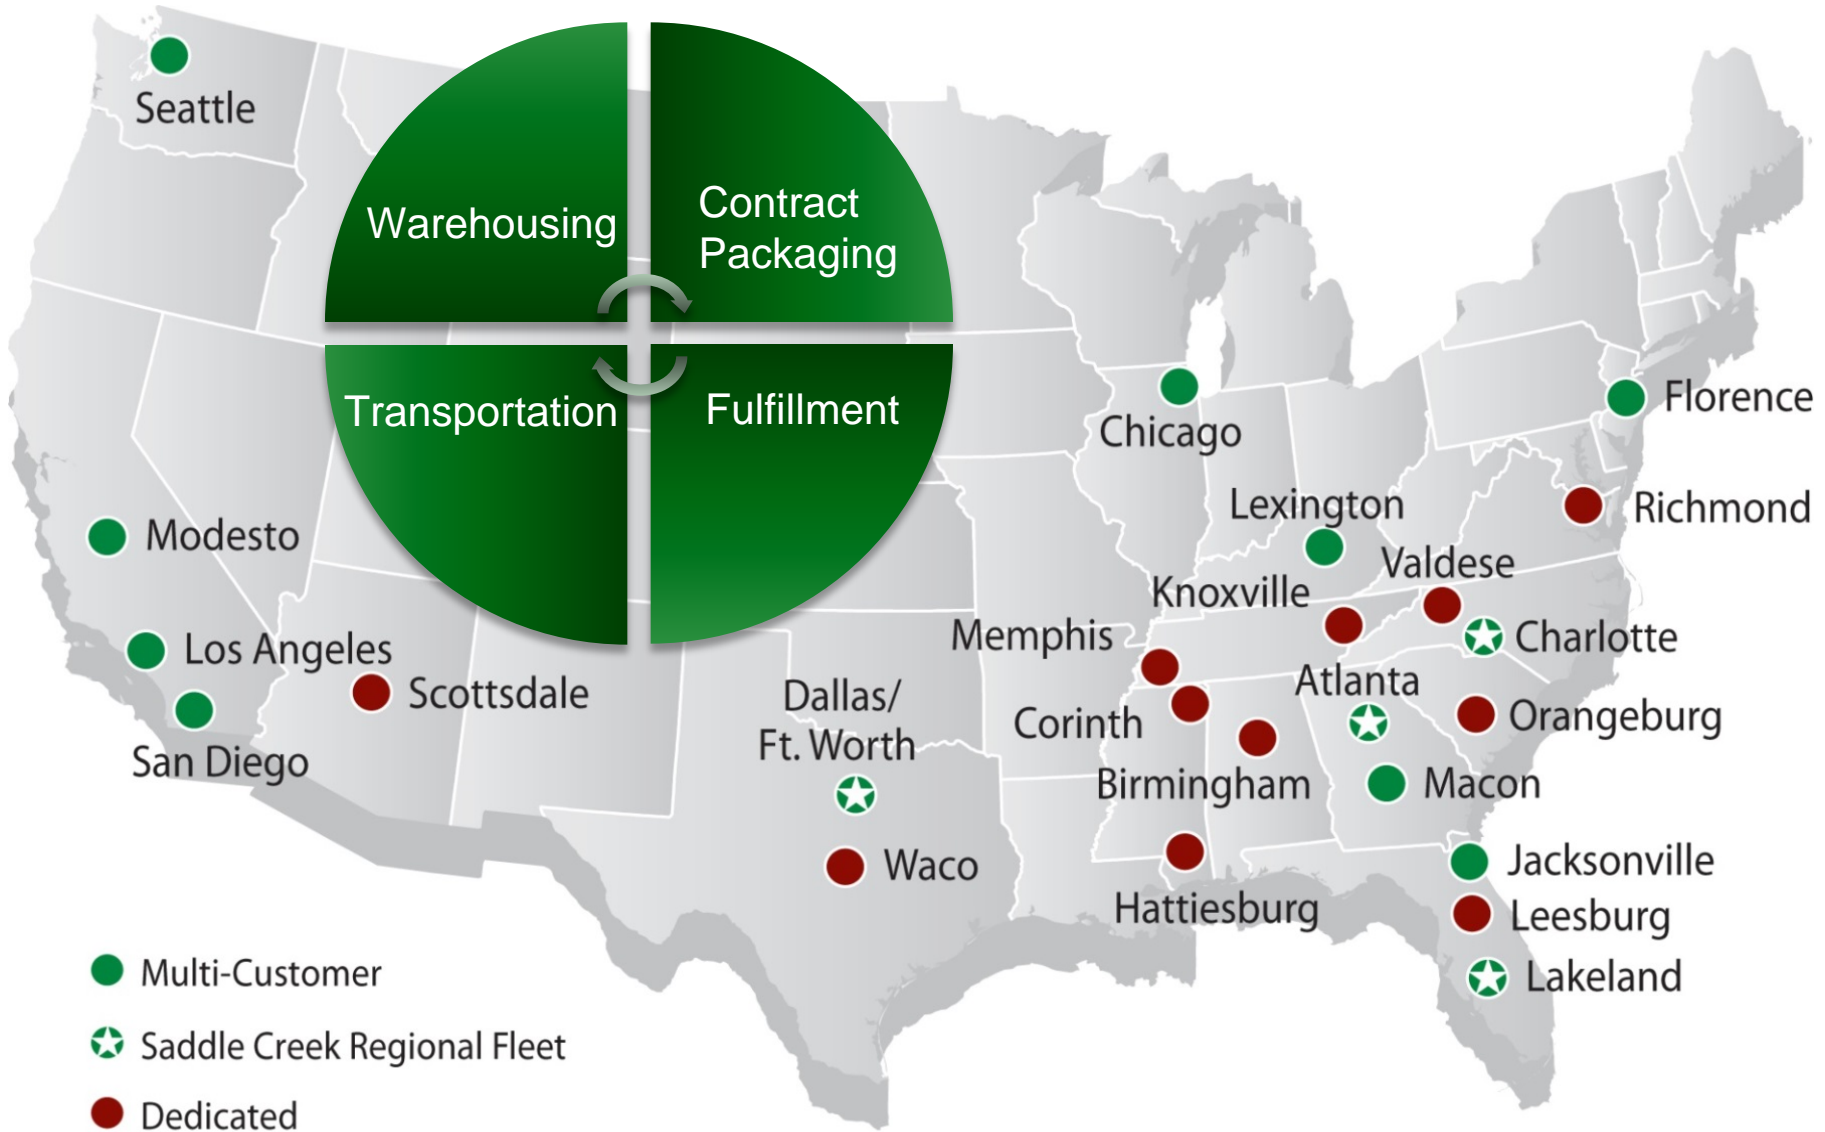 Seattle
Warehousing
Contract
Packaging
Transportation
Fulfillment
Chicago
Florence
Lexington
Richmond
Modesto
Valdese
Knoxville
Memphis
Charlotte
Los Angeles
Scottsdale
Atlanta
Dallas/
Ft. Worth
Corinth
Orangeburg
San Diego
Birmingham
Macon
Waco
Jacksonville
Hattiesburg
Leesburg
Lakeland
Multi-Customer
Saddle Creek Regional Fleet
Dedicated